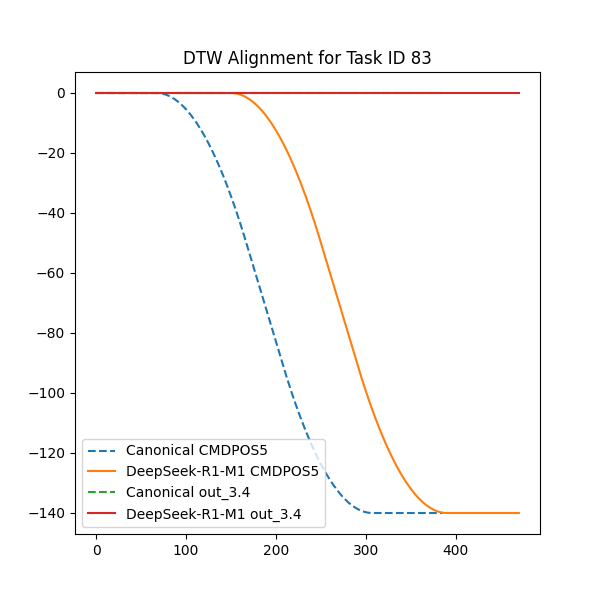 DTW Alignment for Task ID 83
0
−20
−40
−60
−80
−100
−120
−140
Canonical CMDPOS5
DeepSeek-R1-M1 CMDPOS5
Canonical out_3.4
DeepSeek-R1-M1 out_3.4
0 100 200 300 400